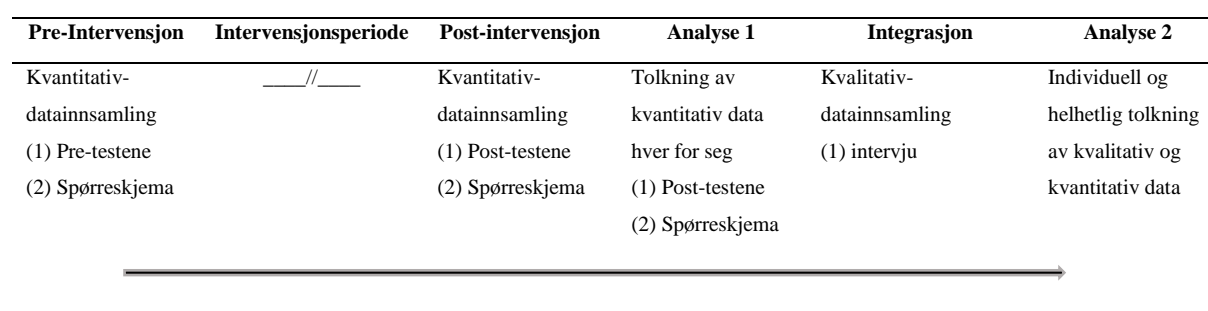 Pre-Intervensjon Intervensjonsperiode Post-intervensjon Analyse 1 Integrasjon Analyse 2
Kvantitativ- ____//____ Kvantitativ- Tolkning av Kvalitativ- Individuell og
datainnsamling datainnsamling kvantitativ data datainnsamling helhetlig tolkning
(1) Pre-testene (1) Post-testene hver for seg (1) intervju av kvalitativ og
(2) Spørreskjema (2) Spørreskjema (1) Post-testene kvantitativ data
(2) Spørreskjema